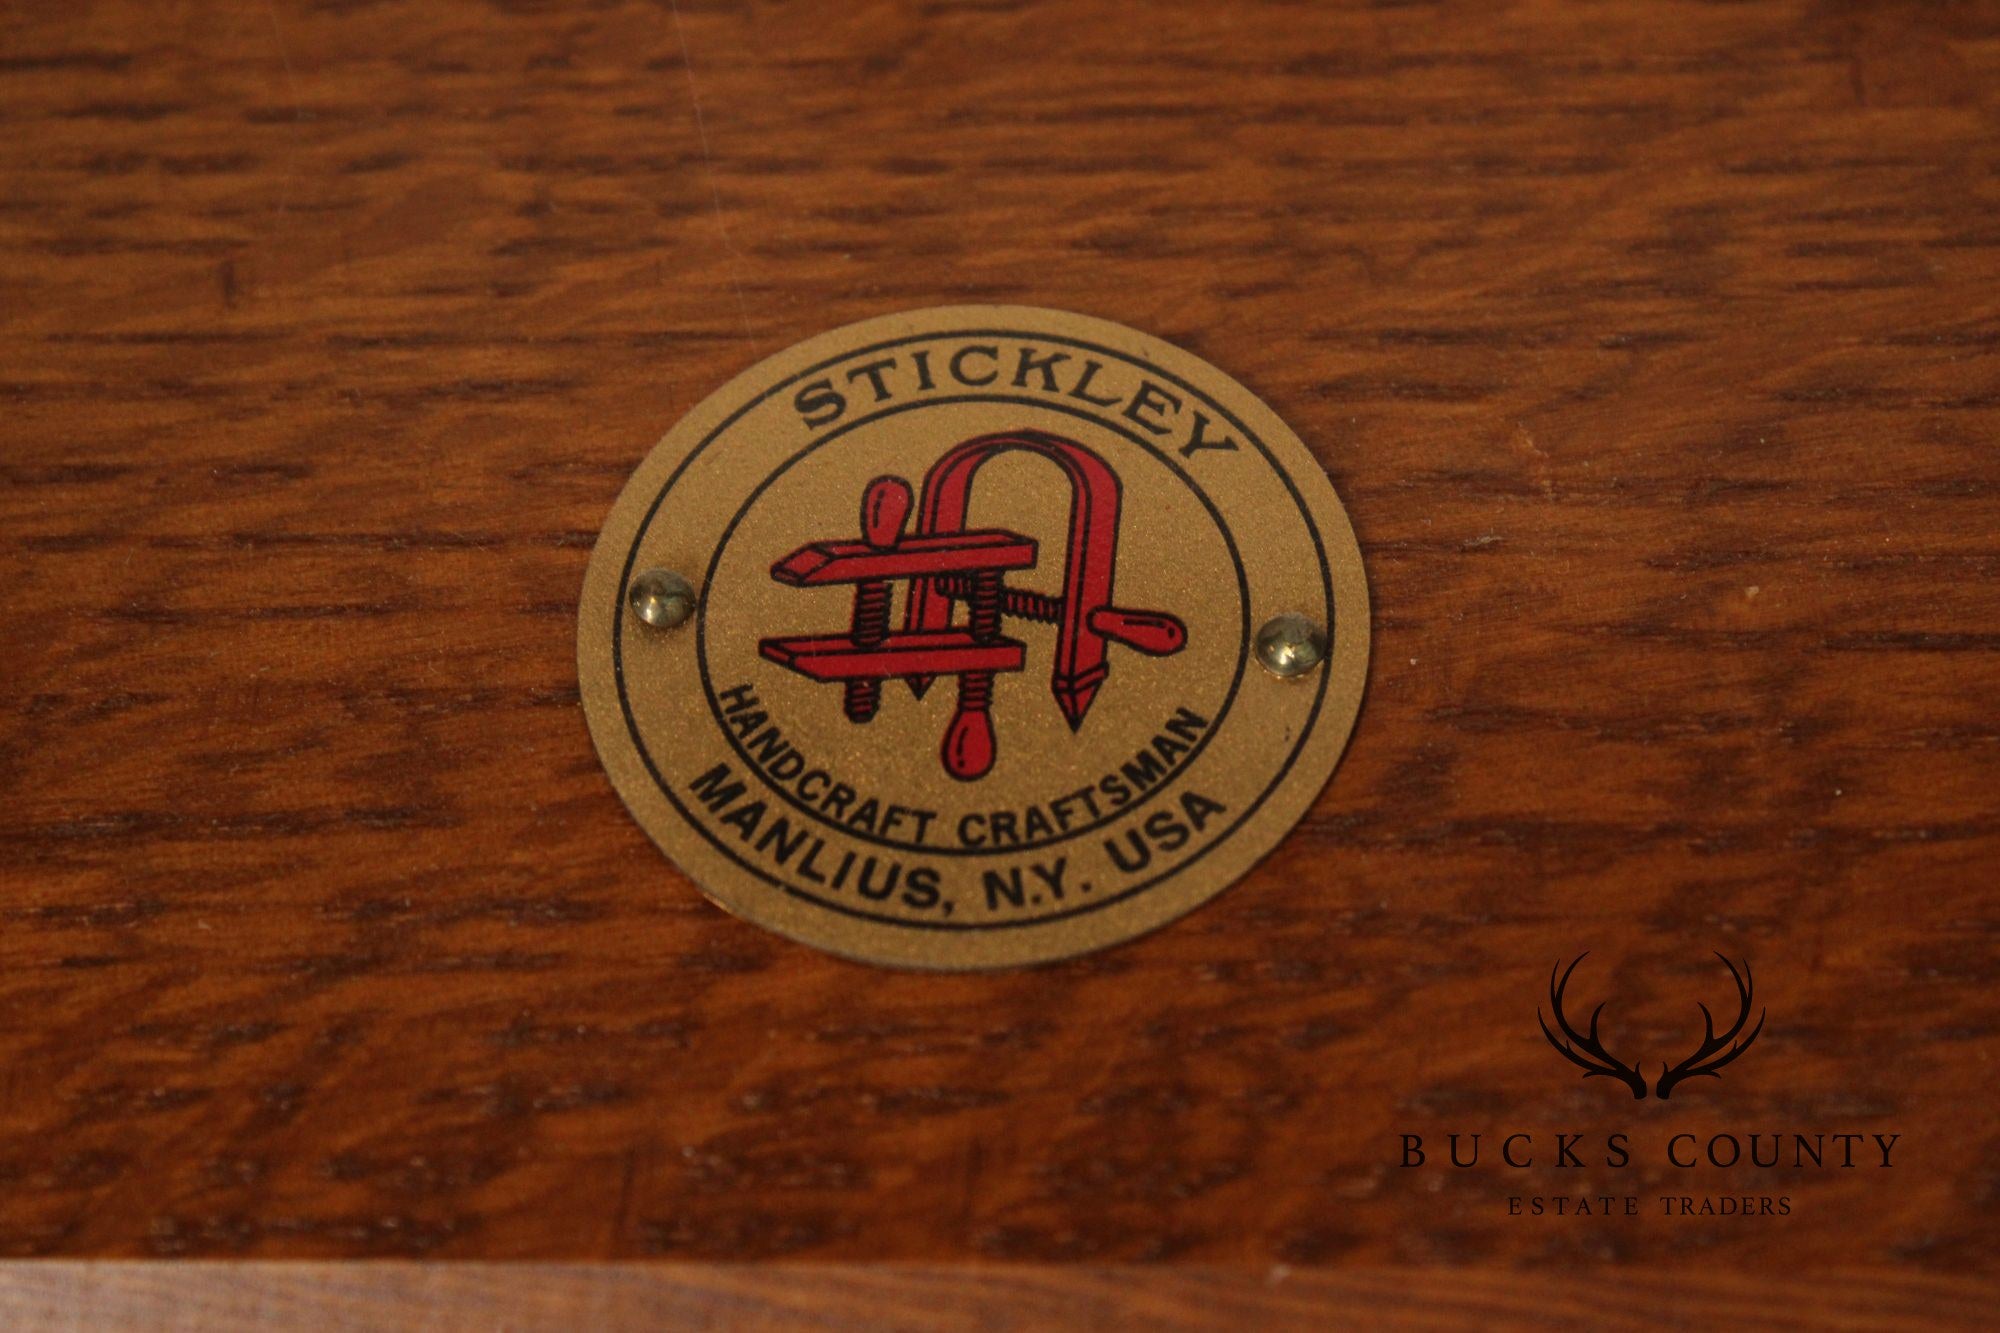 STICKLEY
HANDCRAFT CRAFTSMAN
MANLIUS, N.Y. USA
BUCKS COUNTY
ESTATE TRADERS